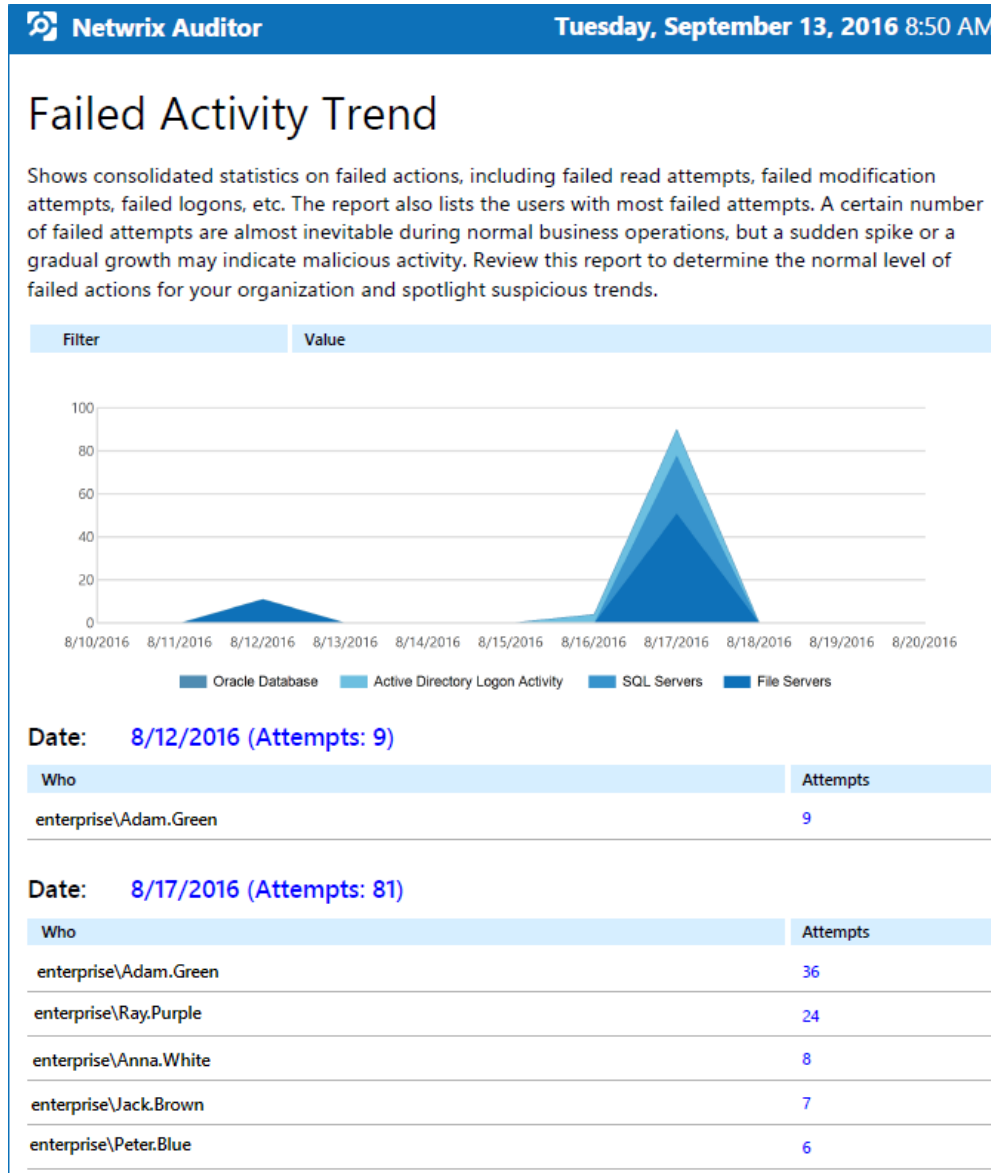 Netwrix Auditor
Tuesday, September 13, 2016 8:50 AM
Failed Activity Trend
Shows consolidated statistics on failed actions, including failed read attempts, failed modification
attempts, failed logons, etc. The report also lists the users with most failed attempts. A certain number
of failed attempts are almost inevitable during normal business operations, but a sudden spike or a
gradual growth may indicate malicious activity. Review this report to determine the normal level of
failed actions for your organization and spotlight suspicious trends.
Filter Value
100
80
60
40
20
0
8/10/2016 8/11/2016 8/12/2016 8/13/2016 8/14/2016 8/15/2016 8/16/2016 8/17/2016 8/18/2016 8/19/2016 8/20/2016
Oracle Database Active Directory Logon Activity SQL Servers File Servers
Date: 8/12/2016 (Attempts: 9)
Who Attempts
enterprise\Adam.Green 9
Date: 8/17/2016 (Attempts: 81)
Who Attempts
enterprise\Adam.Green 36
enterprise\Ray.Purple 24
enterprise\Anna.White 8
enterprise\Jack.Brown 7
enterprise\Peter.Blue 6